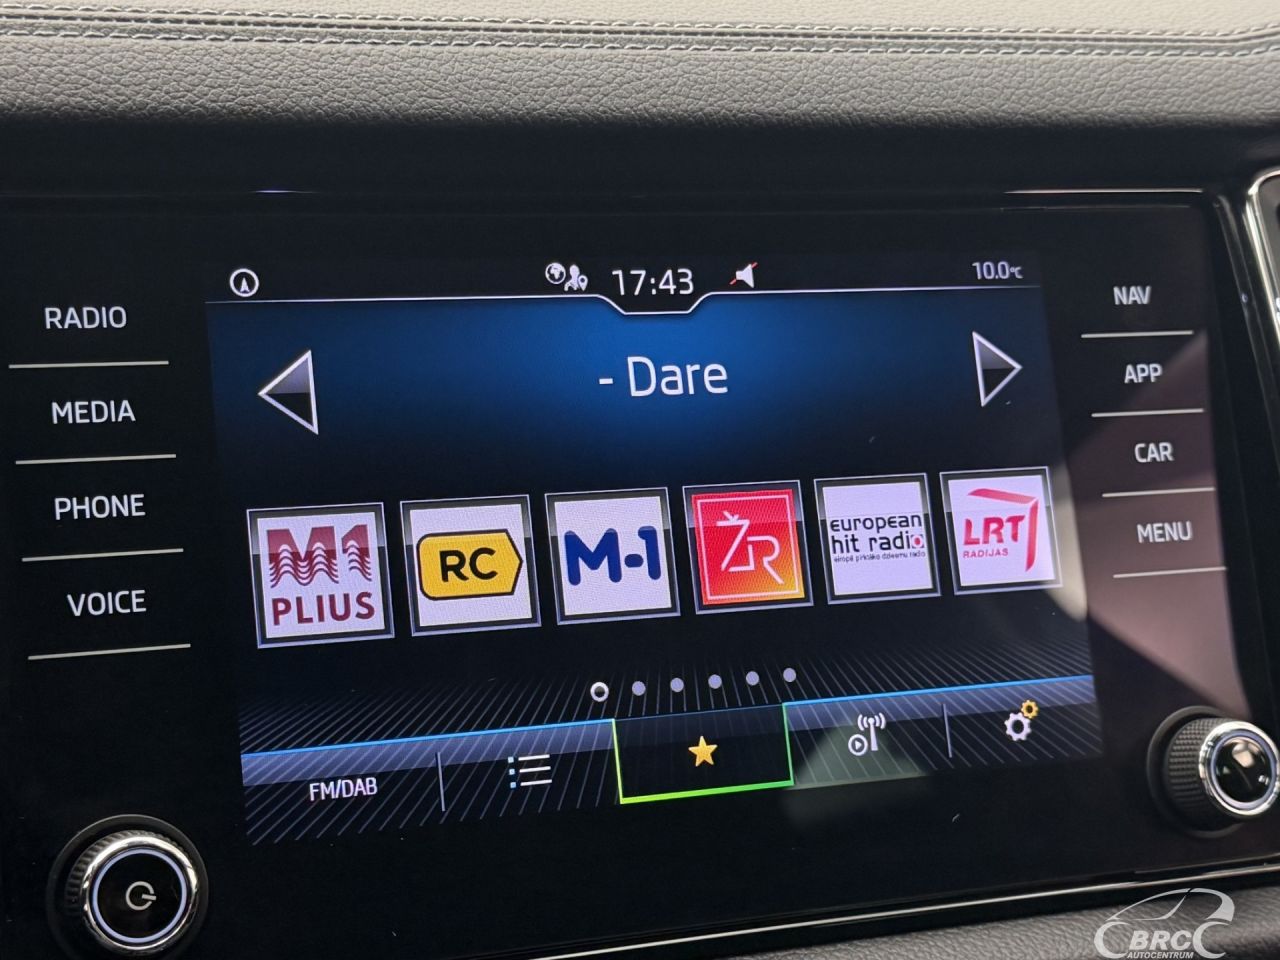 17:43
10.0°C
- Dare
RADIO
MEDIA
PHONE
VOICE
NAV
APP
CAR
MENU
M1
PLIUS
RC
M-1
ŽR
european
hit radio
LRT
RADIJAS
FM/DAB
BRC
AUTOCENTRUM